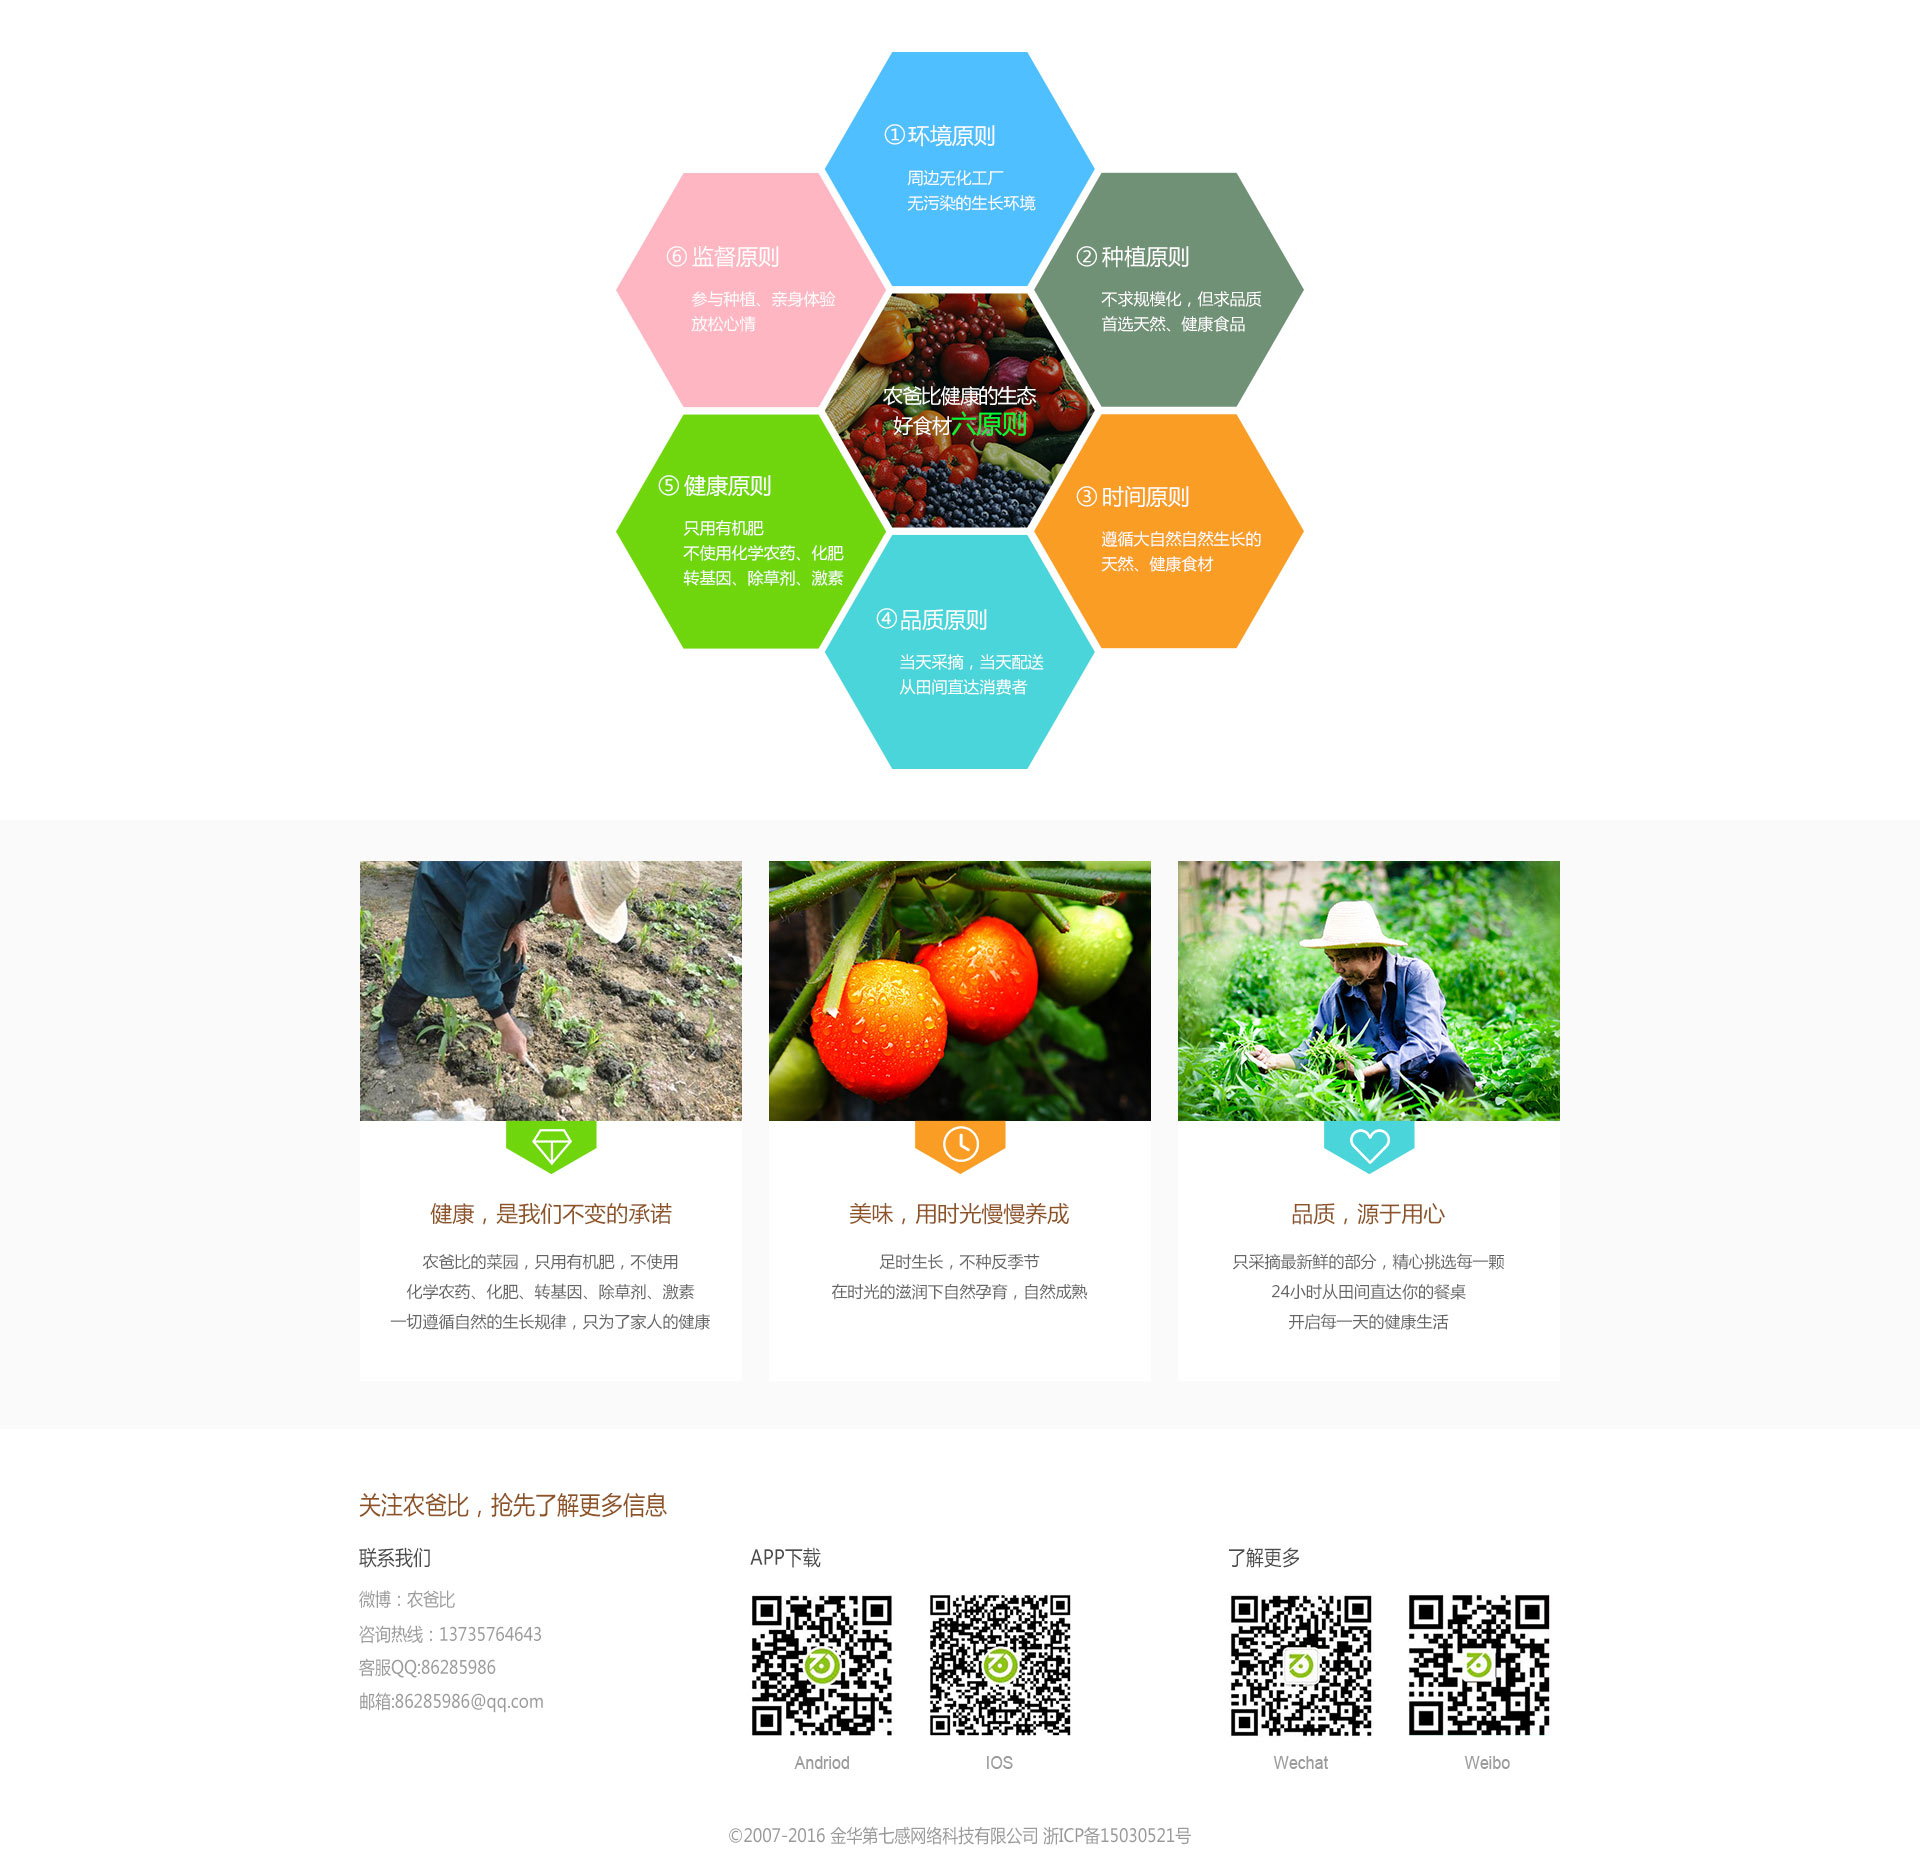 ①环境原则
周边无化工厂
无污染的生长环境
②种植原则
不求规模化，但求品质
首选天然、健康食品
⑥监督原则
参与种植、亲身体验
放松心情
农爸比健康的生态
好食材六原则
③时间原则
遵循大自然自然生长的
天然、健康食材
⑤健康原则
只用有机肥
不使用化学农药、化肥
转基因、除草剂、激素
④品质原则
当天采摘，当天配送
从田间直达消费者
健康，是我们不变的承诺
农爸比的菜园，只用有机肥，不使用
化学农药、化肥、转基因、除草剂、激素
一切遵循自然的生长规律，只为了家人的健康
美味，用时光慢慢养成
足时生长，不种反季节
在时光的滋润下自然孕育，自然成熟
品质，源于用心
只采摘最新鲜的部分，精心挑选每一颗
24小时从田间直达你的餐桌
开启每一天的健康生活
关注农爸比，抢先了解更多信息
联系我们
微博：农爸比
咨询热线：13735764643
客服QQ:86285986
邮箱:86285986@qq.com
APP下载
Andriod
IOS
了解更多
Wechat
Weibo
©2007-2016 金华第七感网络科技有限公司 浙ICP备15030521号